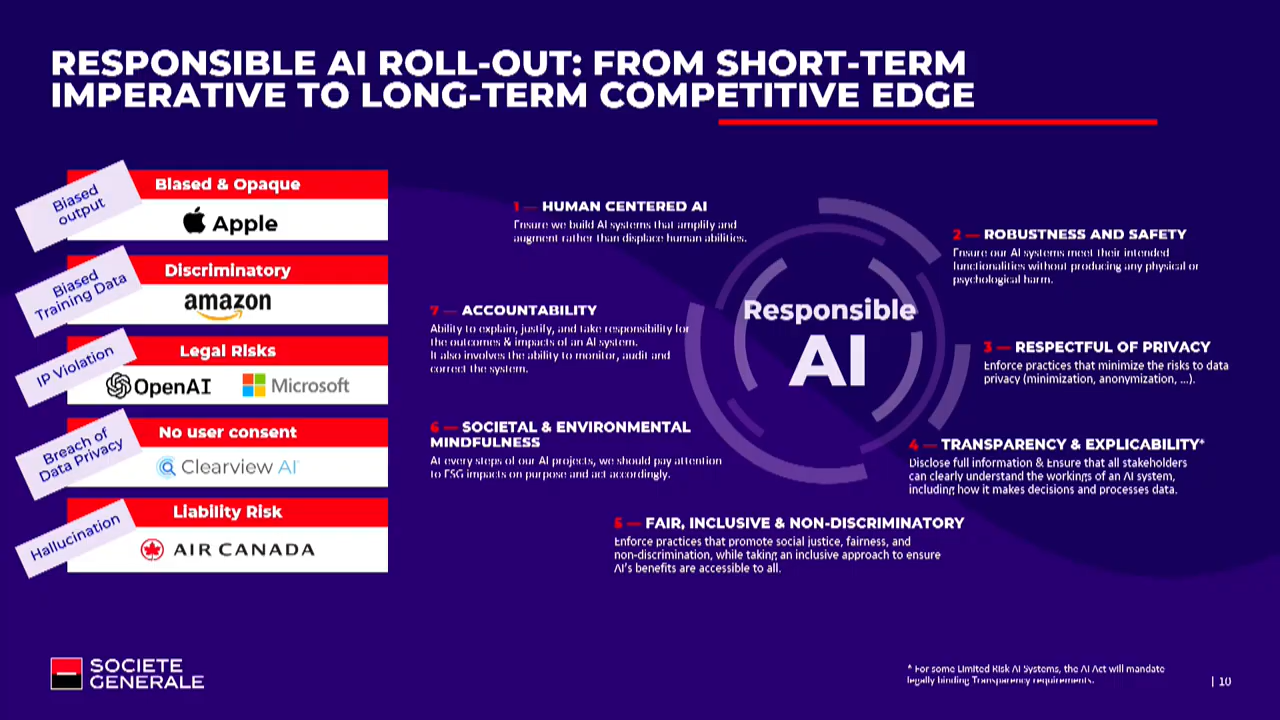 RESPONSIBLE AI ROLL-OUT: FROM SHORT-TERM
IMPERATIVE TO LONG-TERM COMPETITIVE EDGE
Biased
output
Biased & Opaque
Apple
Biased
Training Data
Discriminatory
amazon
IP Violation
Legal Risks
OpenAI
Microsoft
Breach of
Data Privacy
No user consent
Clearview AI
Hallucination
Liability Risk
AIR CANADA
Responsible
AI
1 — HUMAN CENTERED AI
Ensure we build AI systems that amplify and
augment rather than displace human abilities.
2 — ROBUSTNESS AND SAFETY
Ensure our AI systems meet their intended
functionalities without producing any physical or
psychological harm.
3 — RESPECTFUL OF PRIVACY
Enforce practices that minimize the risks to data
privacy (minimization, anonymization, ...).
4 — TRANSPARENCY & EXPLICABILITY*
Disclose full information & Ensure that all stakeholders
can clearly understand the workings of an AI system,
including how it makes decisions and processes data.
5 — FAIR, INCLUSIVE & NON-DISCRIMINATORY
Enforce practices that promote social justice, fairness, and
non-discrimination, while taking an inclusive approach to ensure
AI's benefits are accessible to all.
6 — SOCIETAL & ENVIRONMENTAL
MINDFULNESS
At every steps of our AI projects, we should pay attention
to ESG impacts on purpose and act accordingly.
7 — ACCOUNTABILITY
Ability to explain, justify, and take responsibility for
the outcomes & impacts of an AI system.
It also involves the ability to monitor, audit and
correct the system.
SOCIETE
GENERALE
* For some Limited Risk AI Systems, the AI Act will mandate
legally binding Transparency requirements.
| 10